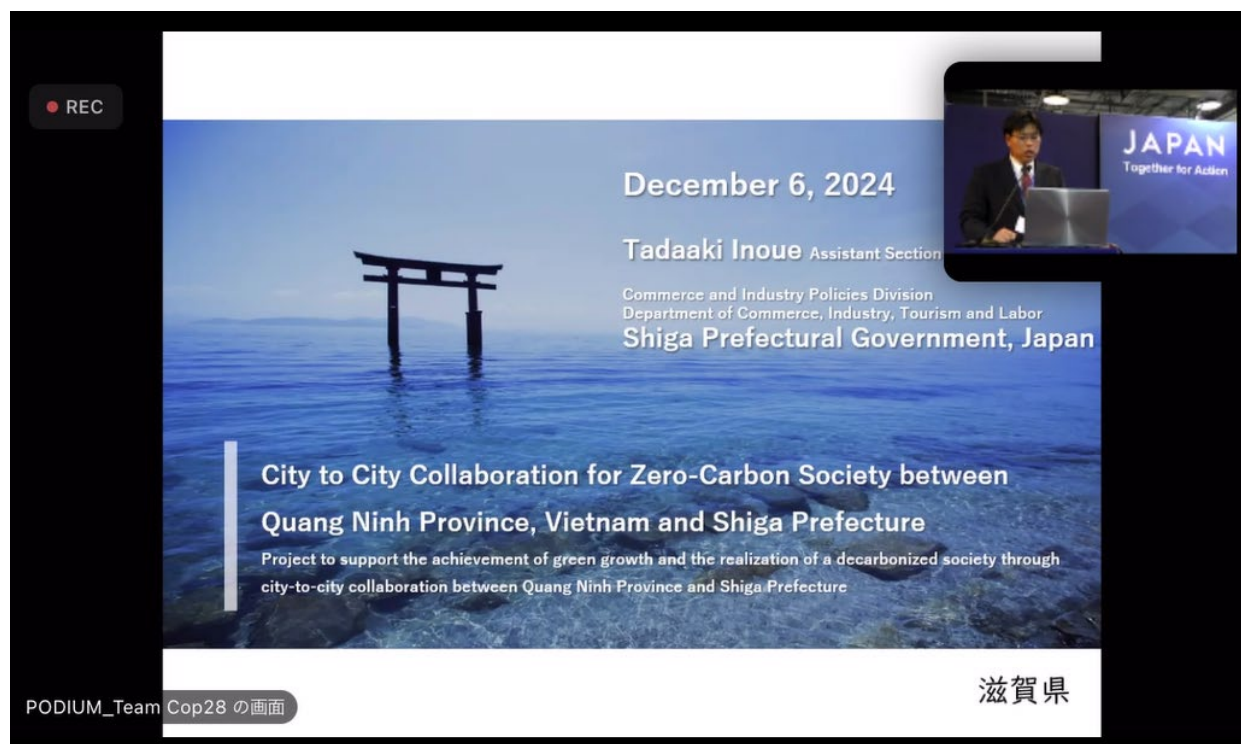 REC
JAPAN
Together for Action
December 6, 2024
Tadaaki Inoue Assistant Section
Commerce and Industry Policies Division
Department of Commerce, Industry, Tourism and Labor
Shiga Prefectural Government, Japan
City to City Collaboration for Zero-Carbon Society between
Quang Ninh Province, Vietnam and Shiga Prefecture
Project to support the achievement of green growth and the realization of a decarbonized society through
city-to-city collaboration between Quang Ninh Province and Shiga Prefecture
滋賀県
PODIUM_Team Cop28 の画面